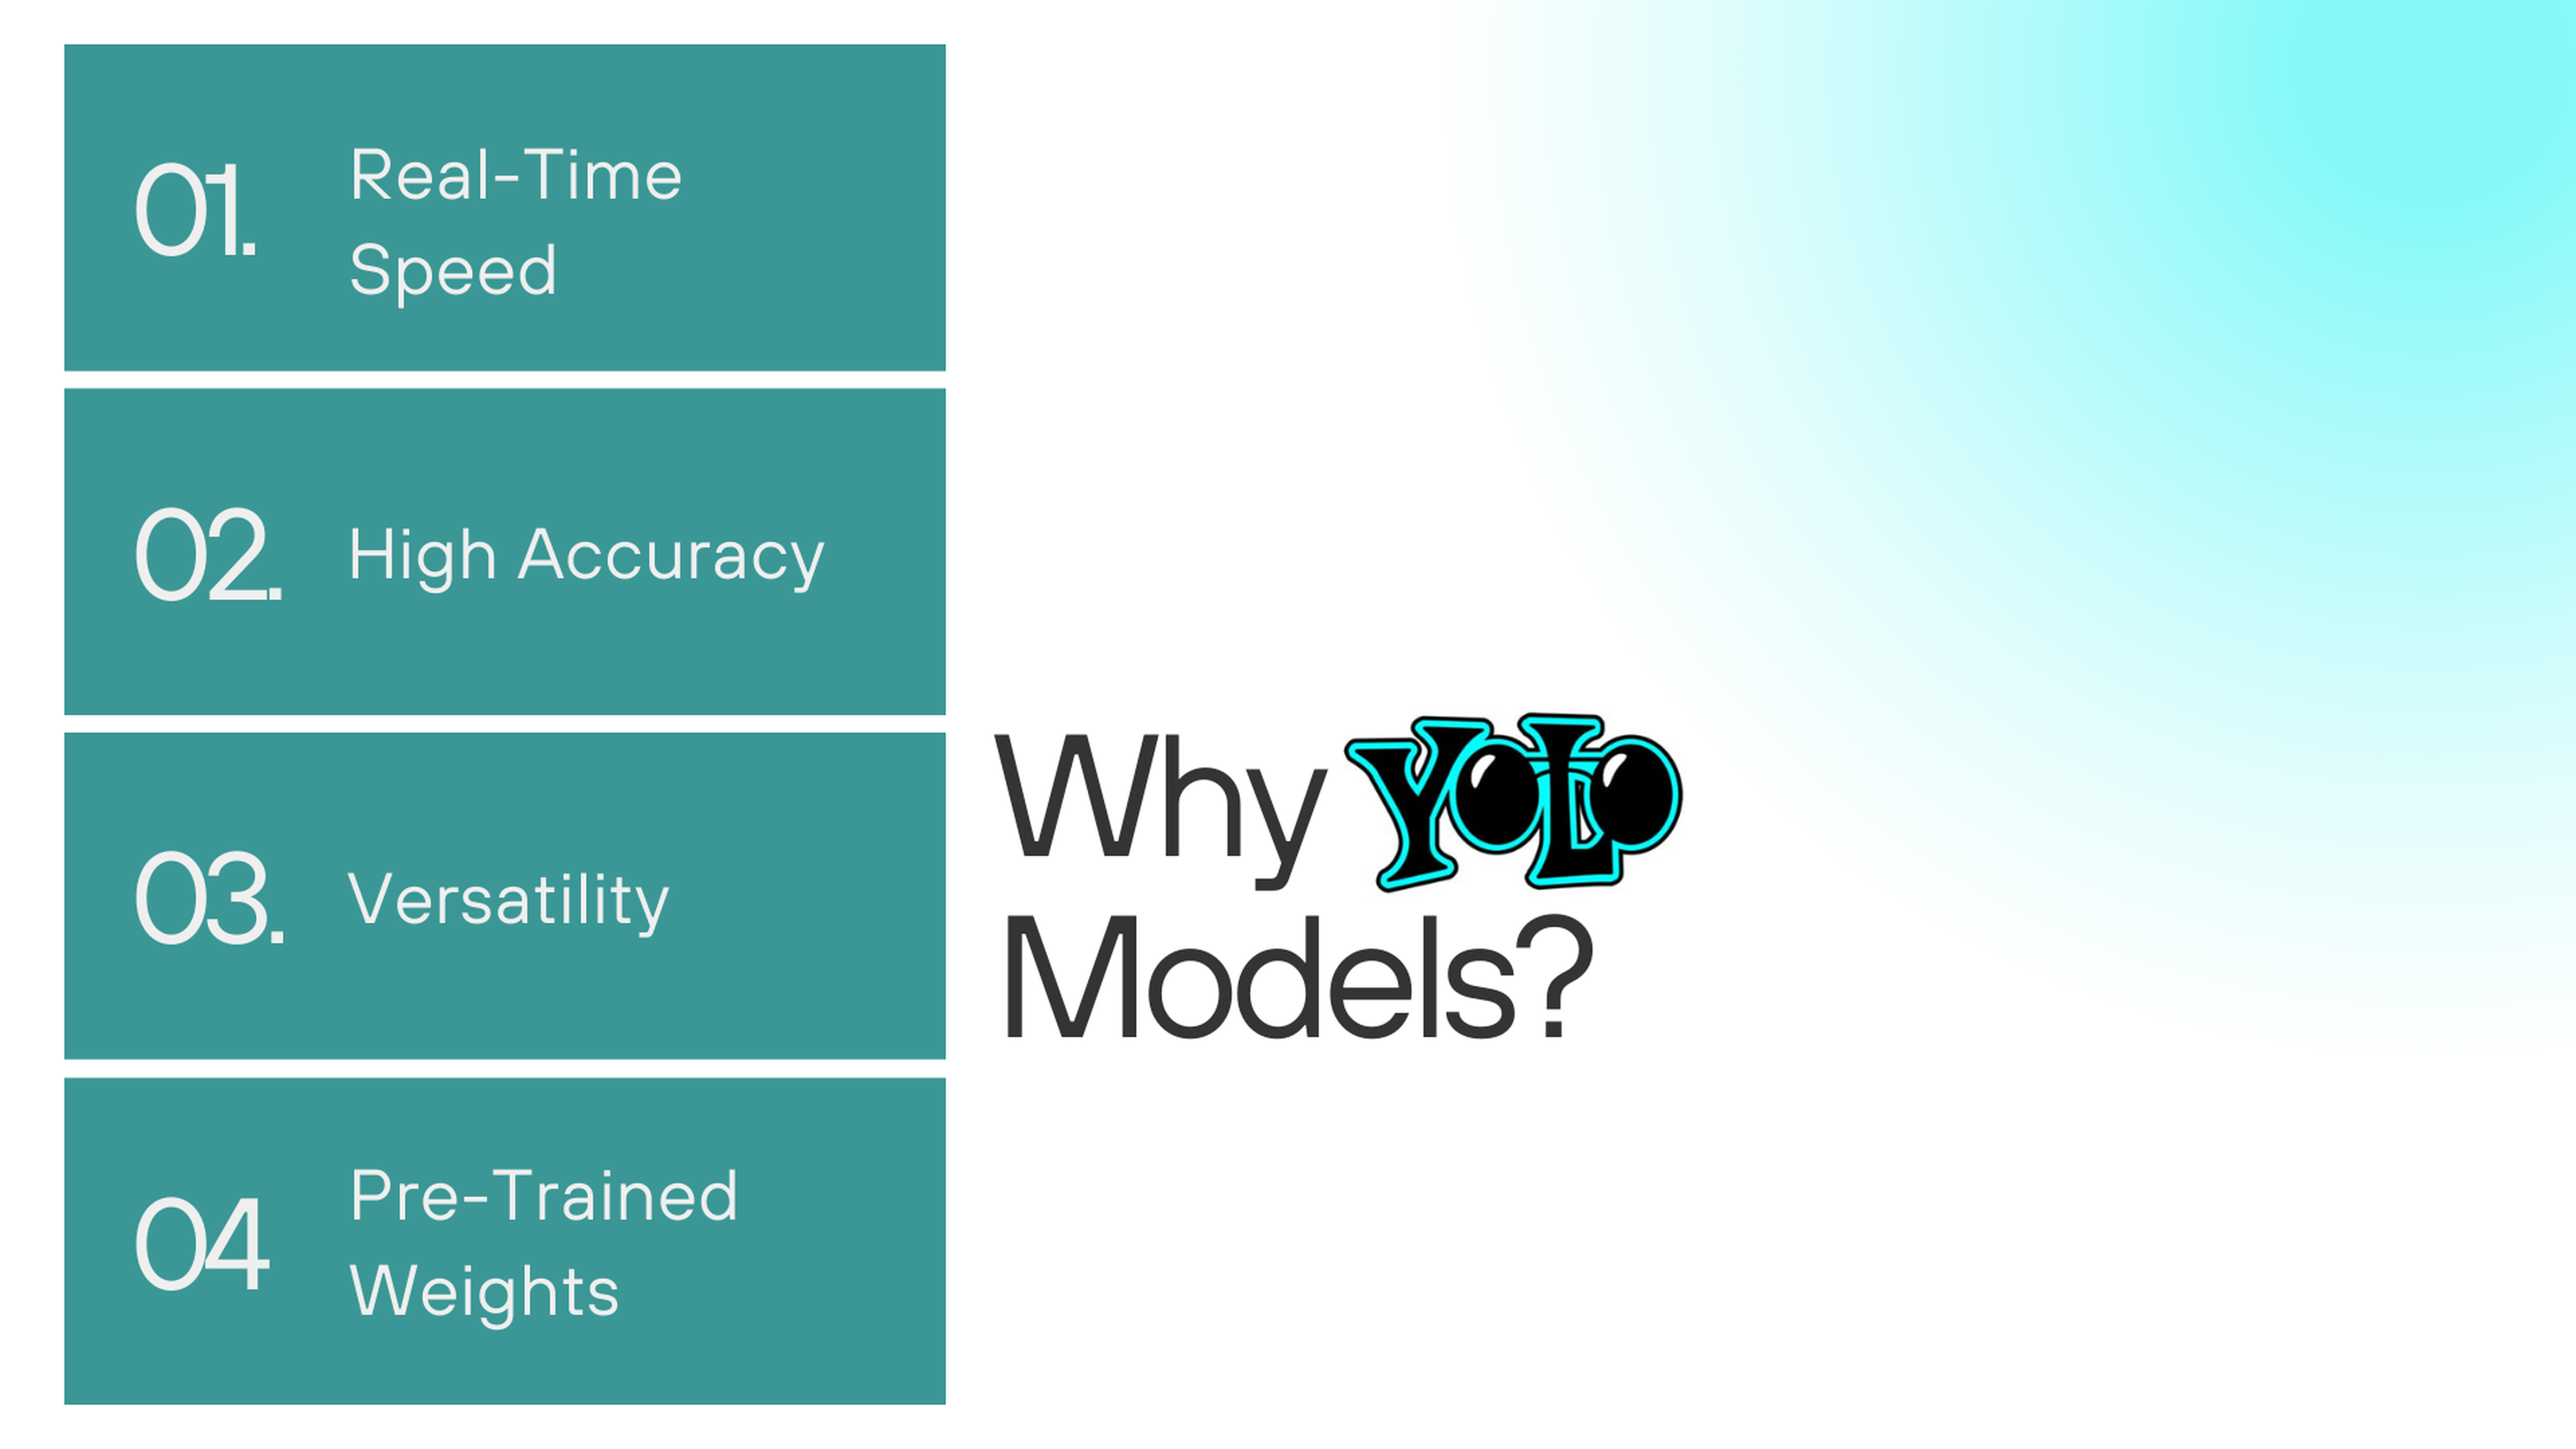 01.
Real-Time
Speed
02.
High Accuracy
03.
Versatility
04
Pre-Trained
Weights
Why YOLO
Models?